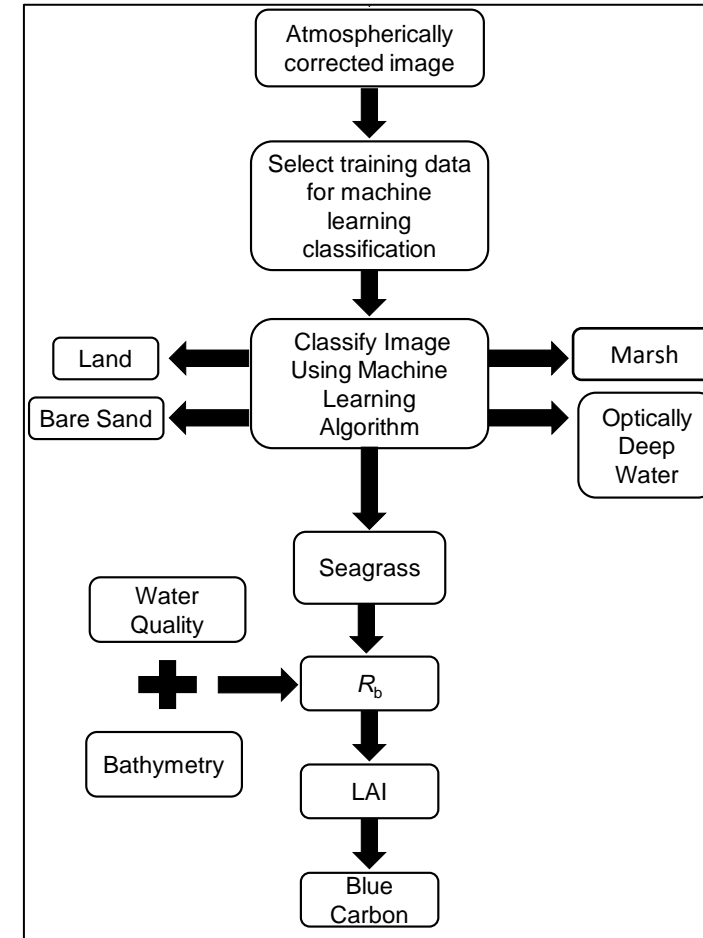 Atmospherically
corrected image
Select training data
for machine
learning
classification
Classify Image
Using Machine
Learning
Algorithm
Land
Bare Sand
Marsh
Optically
Deep
Water
Seagrass
Water
Quality
Bathymetry
Rb
LAI
Blue
Carbon